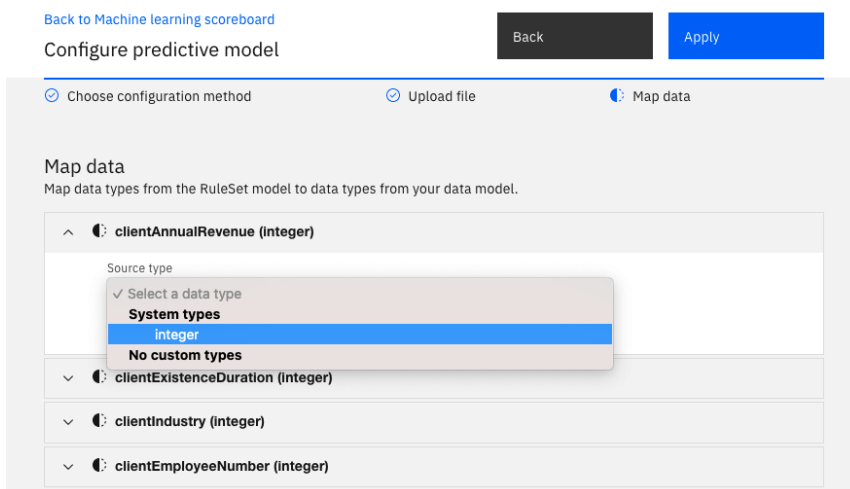 Back to Machine learning scoreboard
Configure predictive model
Back
Apply
Choose configuration method
Upload file
Map data
Map data
Map data types from the RuleSet model to data types from your data model.
clientAnnualRevenue (integer)
Source type
✓ Select a data type
System types
integer
No custom types
clientExistenceDuration (integer)
clientIndustry (integer)
clientEmployeeNumber (integer)